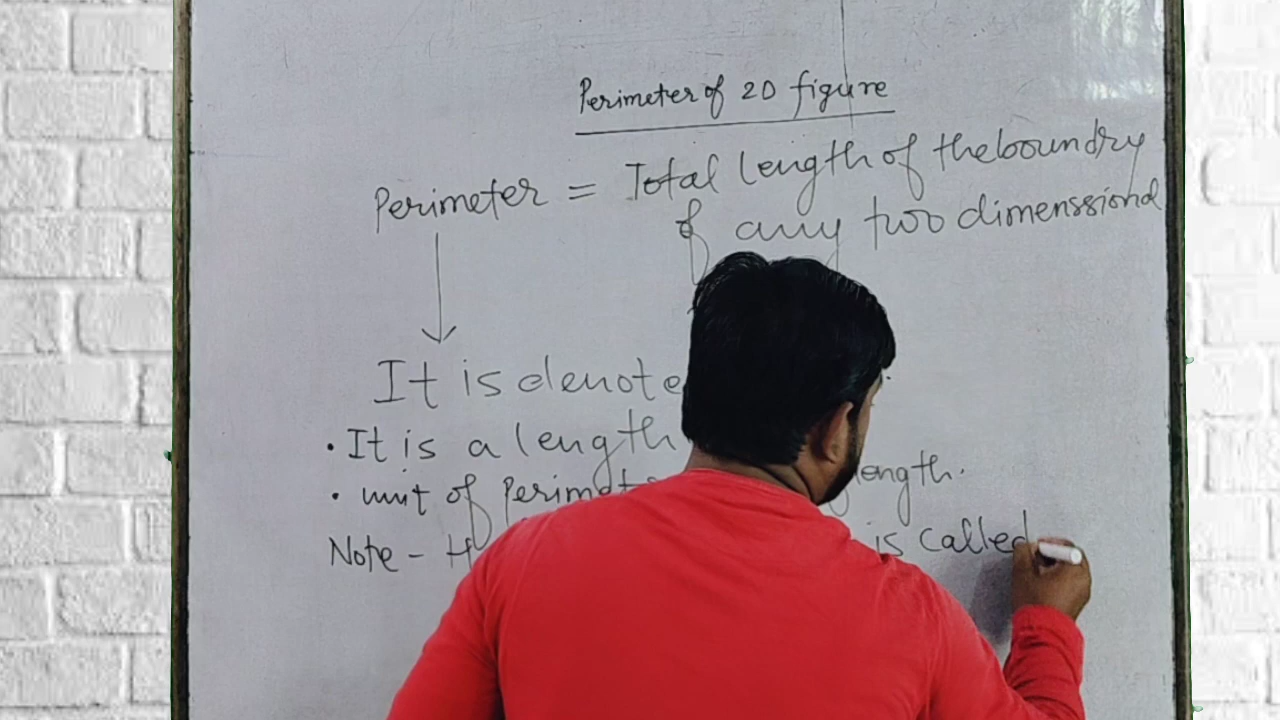 Perimeter of 2D figure
Perimeter = Total length of the boundry
of any two dimenssional
It is denote
• It is a length
• unit of Perimete length.
Note - H is called